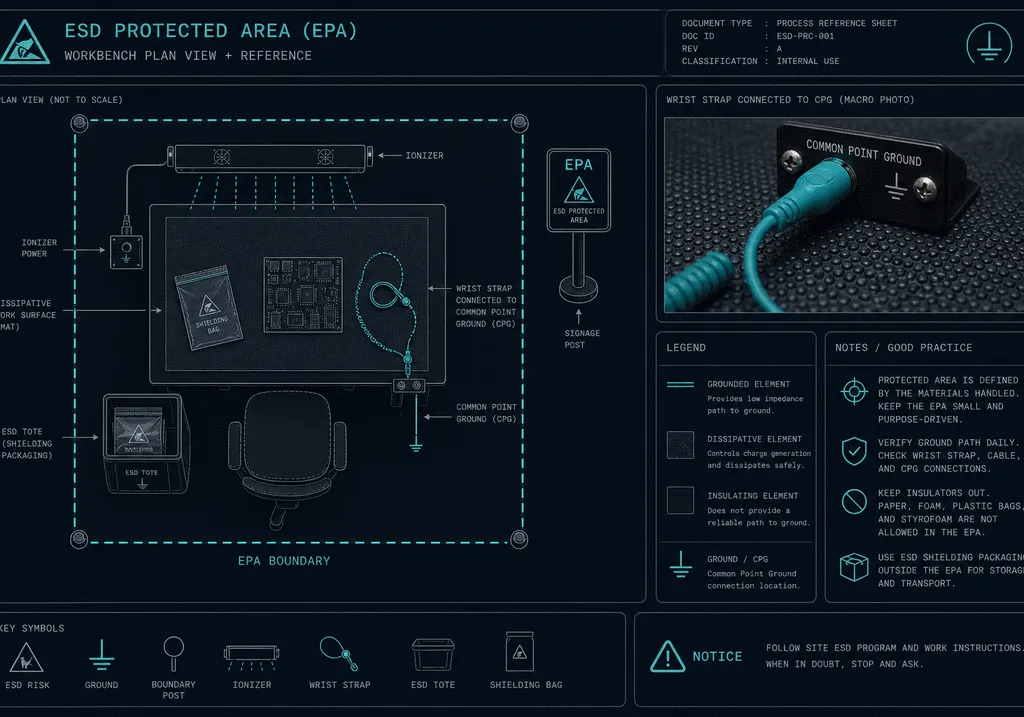 ESD PROTECTED AREA (EPA)
WORKBENCH PLAN VIEW + REFERENCE
DOCUMENT TYPE : PROCESS REFERENCE SHEET
DOC ID : ESD-PRC-001
REV : A
CLASSIFICATION : INTERNAL USE
PLAN VIEW (NOT TO SCALE)
IONIZER
IONIZER
POWER
DISSIPATIVE
WORK SURFACE
(MAT)
SHIELDING
BAG
WRIST STRAP
CONNECTED TO
COMMON POINT
GROUND (CPG)
COMMON POINT
GROUND (CPG)
ESD TOTE
(SHIELDING
PACKAGING)
ESD TOTE
EPA BOUNDARY
EPA
ESD PROTECTED
AREA
SIGNAGE
POST
WRIST STRAP CONNECTED TO CPG (MACRO PHOTO)
COMMON POINT GROUND
LEGEND
GROUNDED ELEMENT
Provides low impedance
path to ground.
DISSIPATIVE ELEMENT
Controls charge generation
and dissipates safely.
INSULATING ELEMENT
Does not provide a
reliable path to ground.
GROUND / CPG
Common Point Ground
connection location.
NOTES / GOOD PRACTICE
PROTECTED AREA IS DEFINED
BY THE MATERIALS HANDLED.
KEEP THE EPA SMALL AND
PURPOSE-DRIVEN.
VERIFY GROUND PATH DAILY.
CHECK WRIST STRAP, CABLE,
AND CPG CONNECTIONS.
KEEP INSULATORS OUT.
PAPER, FOAM, PLASTIC BAGS,
AND STYROFOAM ARE NOT
ALLOWED IN THE EPA.
USE ESD SHIELDING PACKAGING
OUTSIDE THE EPA FOR STORAGE
AND TRANSPORT.
KEY SYMBOLS
ESD RISK
GROUND
BOUNDARY
POST
IONIZER
WRIST STRAP
ESD TOTE
SHIELDING BAG
NOTICE
FOLLOW SITE ESD PROGRAM AND WORK INSTRUCTIONS.
WHEN IN DOUBT, STOP AND ASK.